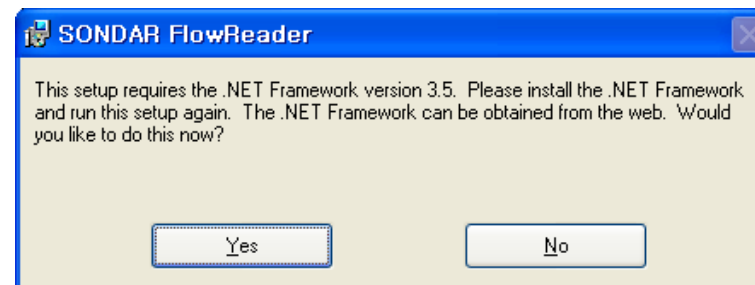 SONDAR FlowReader
This setup requires the .NET Framework version 3.5.  Please install the .NET Framework
and run this setup again.  The .NET Framework can be obtained from the web.  Would
you like to do this now?
Yes No